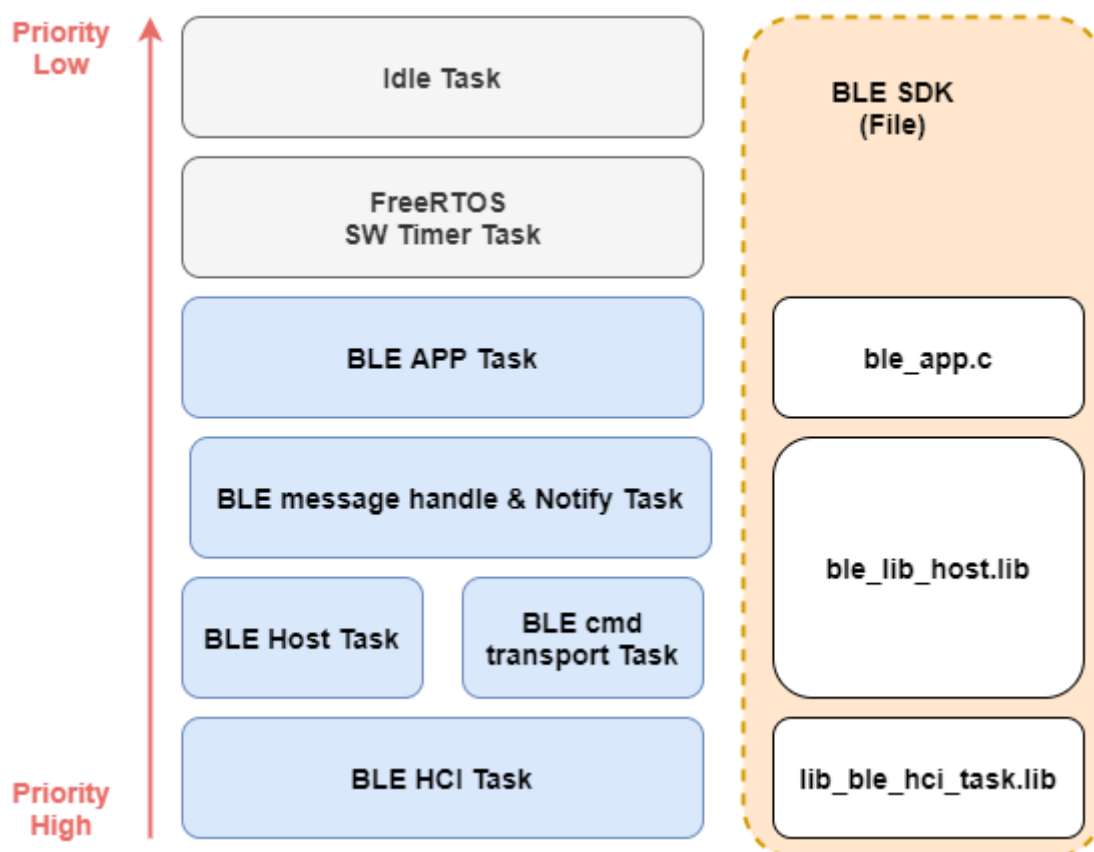 Priority
Low
Idle Task
BLE SDK
(File)
FreeRTOS
SW Timer Task
BLE APP Task
ble_app.c
BLE message handle & Notify Task
ble_lib_host.lib
BLE Host Task
BLE cmd
transport Task
BLE HCI Task
lib_ble_hci_task.lib
Priority
High